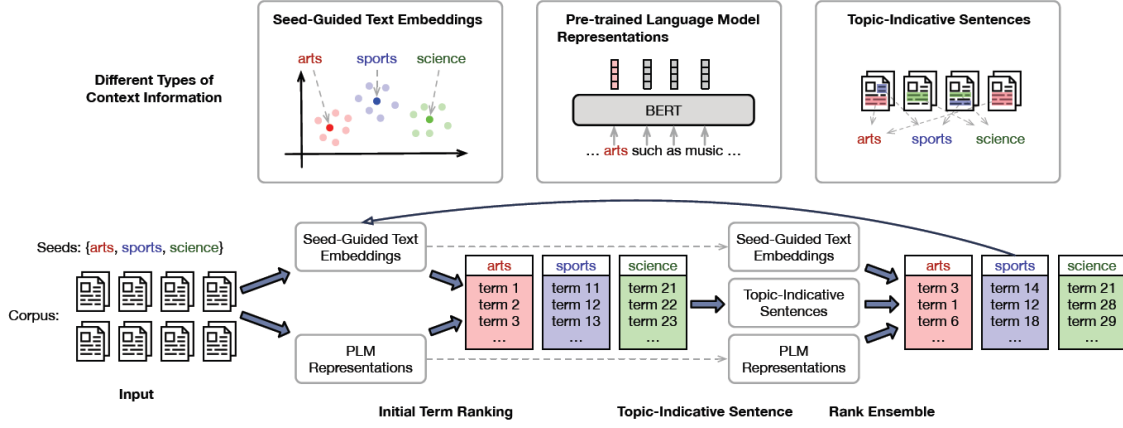 Seed-Guided Text Embeddings
arts sports science
Pre-trained Language Model
Representations
BERT
... arts such as music ...
Topic-Indicative Sentences
arts sports science
Different Types of
Context Information
Seeds: {arts, sports, science}
Corpus:
Input
Seed-Guided Text
Embeddings
PLM
Representations
arts sports science
term 1 term 11 term 21
term 2 term 12 term 22
term 3 term 13 term 23
... ... ...
Seed-Guided Text
Embeddings
Topic-Indicative
Sentences
PLM
Representations
arts sports science
term 3 term 14 term 21
term 1 term 12 term 28
term 6 term 18 term 29
... ... ...
Initial Term Ranking
Topic-Indicative Sentence
Rank Ensemble